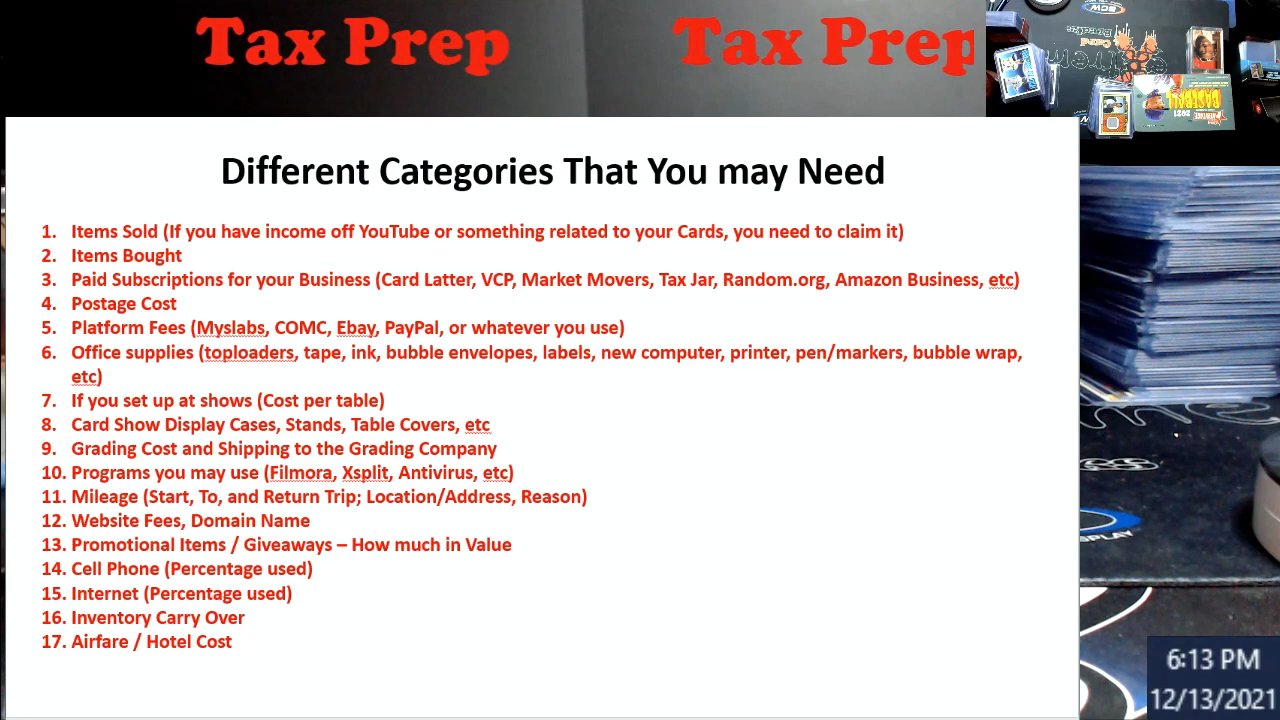 Tax Prep
Tax Prep
Different Categories That You may Need
1. Items Sold (If you have income off YouTube or something related to your Cards, you need to claim it)
2. Items Bought
3. Paid Subscriptions for your Business (Card Latter, VCP, Market Movers, Tax Jar, Random.org, Amazon Business, etc)
4. Postage Cost
5. Platform Fees (Myslabs, COMC, Ebay, PayPal, or whatever you use)
6. Office supplies (toploaders, tape, ink, bubble envelopes, labels, new computer, printer, pen/markers, bubble wrap,
etc)
7. If you set up at shows (Cost per table)
8. Card Show Display Cases, Stands, Table Covers, etc
9. Grading Cost and Shipping to the Grading Company
10. Programs you may use (Filmora, Xsplit, Antivirus, etc)
11. Mileage (Start, To, and Return Trip; Location/Address, Reason)
12. Website Fees, Domain Name
13. Promotional Items / Giveaways – How much in Value
14. Cell Phone (Percentage used)
15. Internet (Percentage used)
16. Inventory Carry Over
17. Airfare / Hotel Cost
BCW
Card
BASEBALL
2021
6:13 PM
12/13/2021